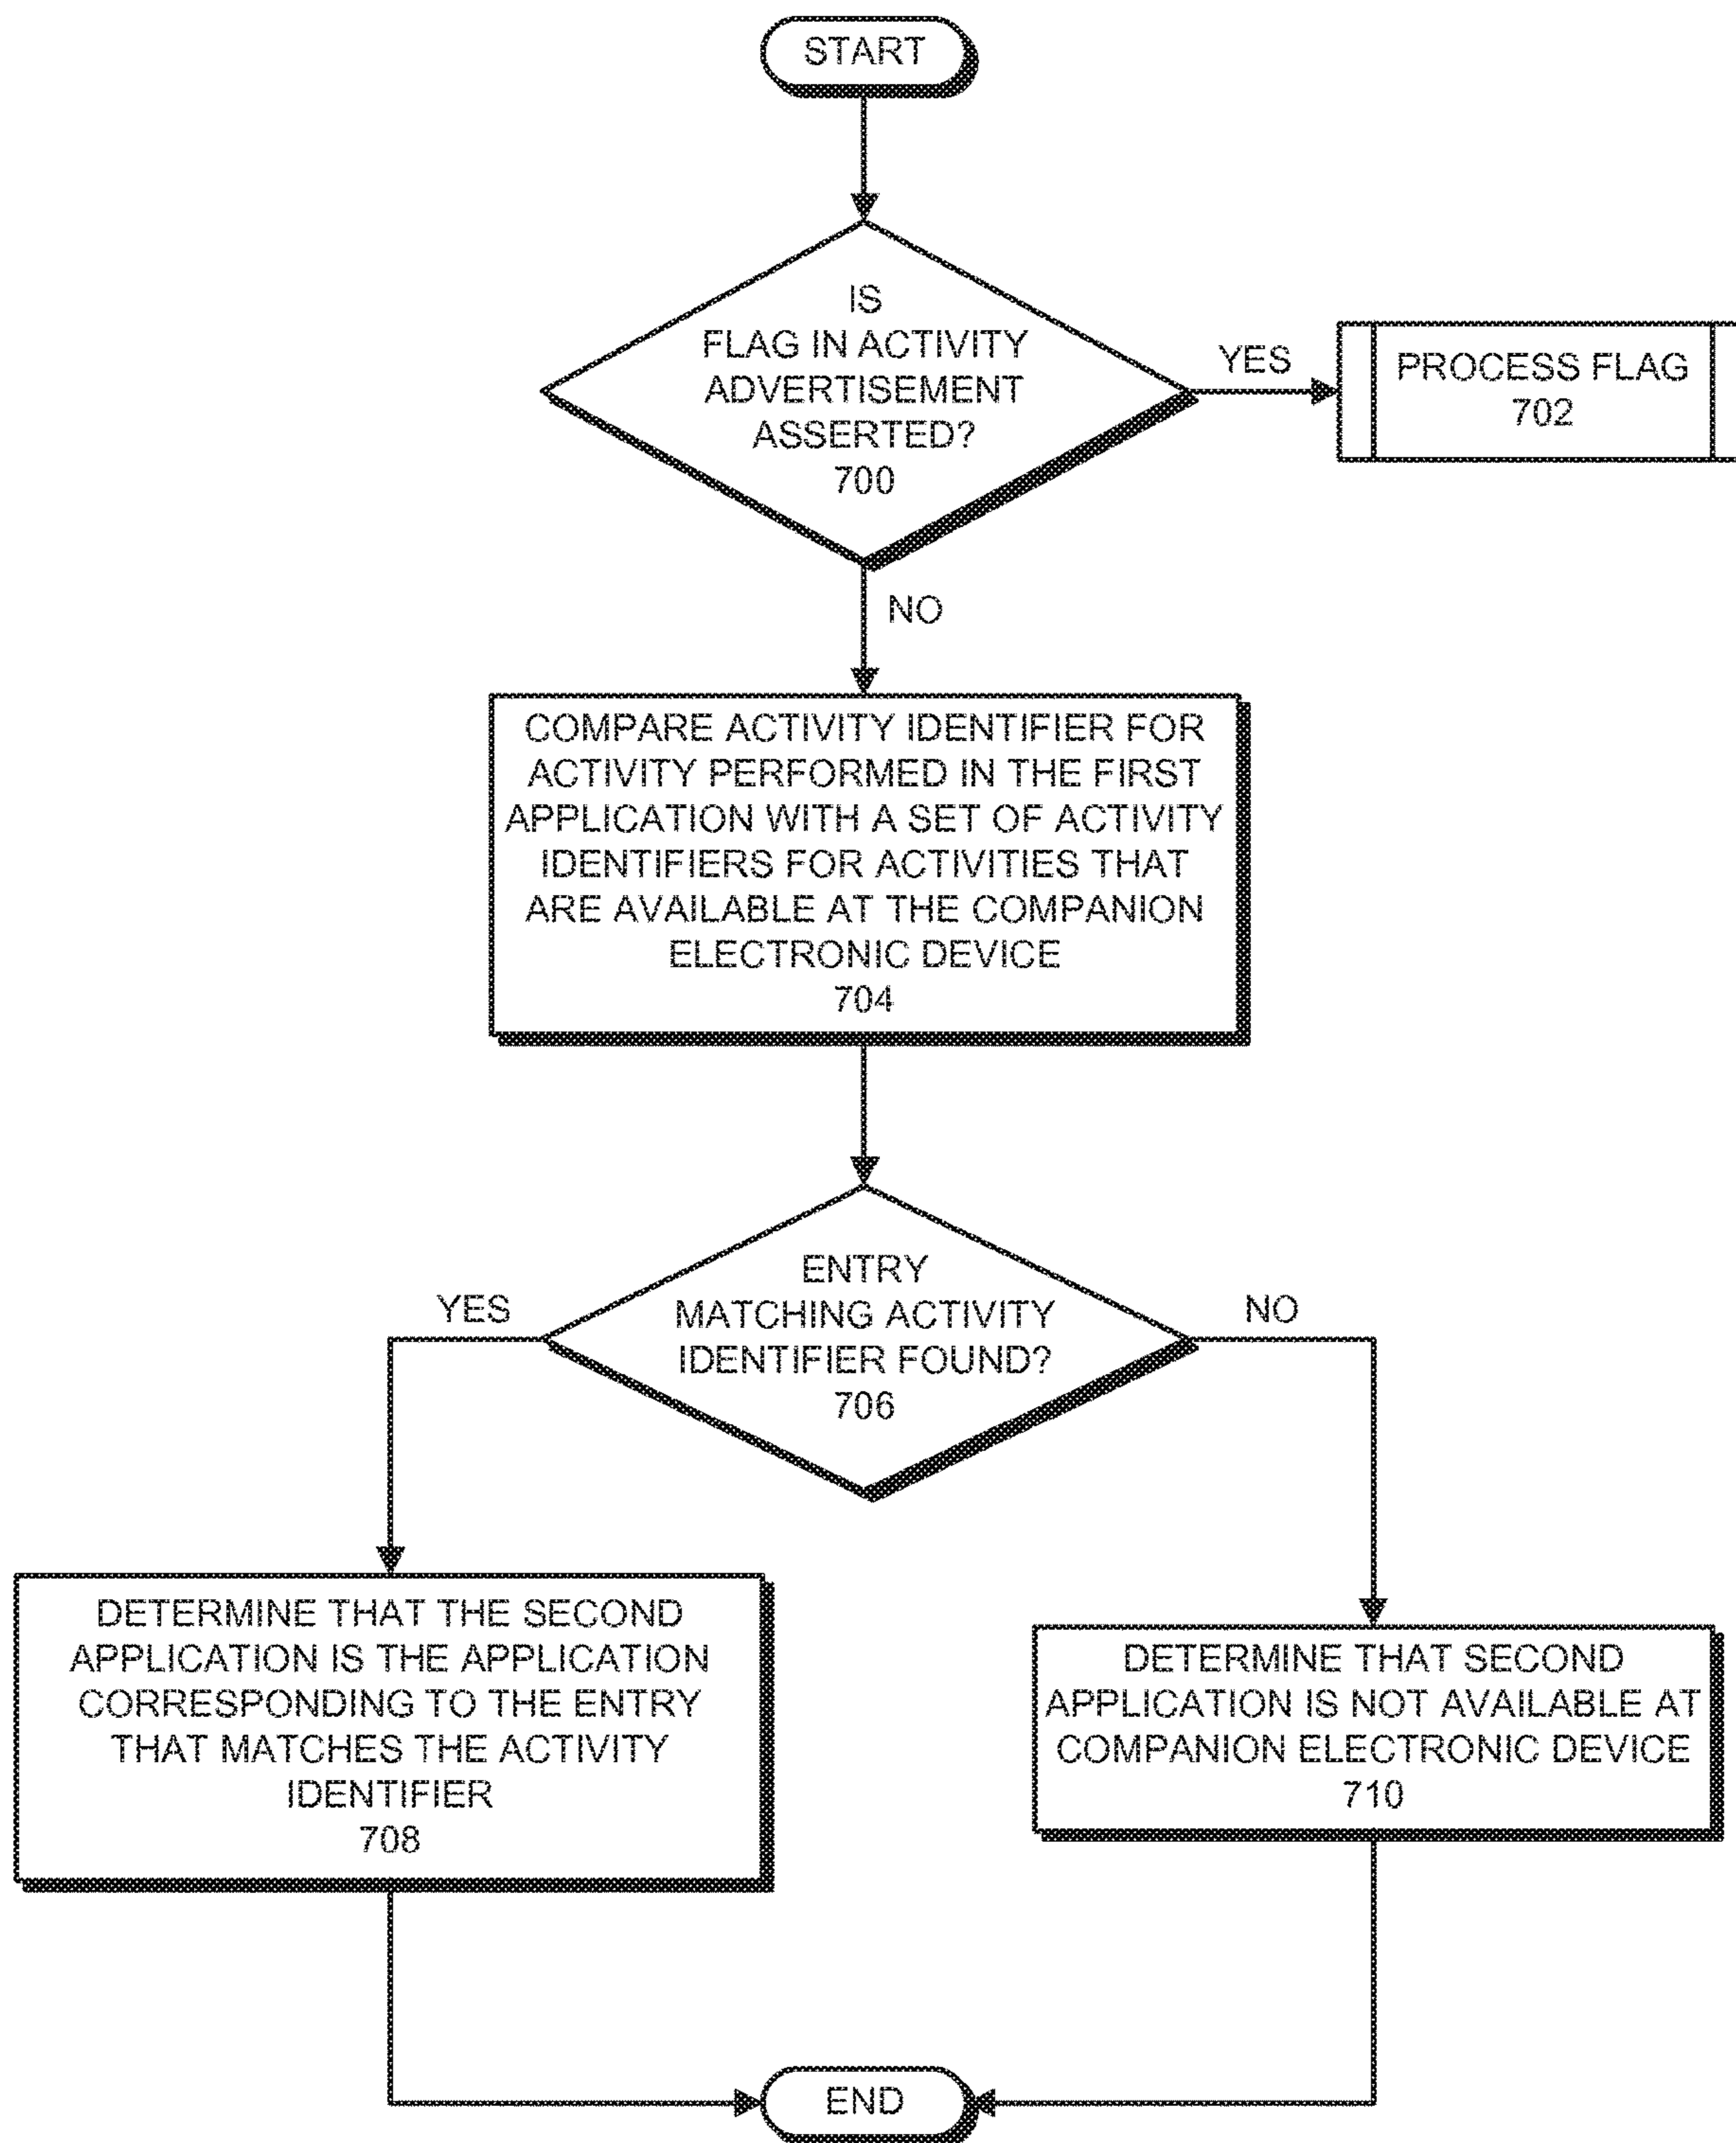 START
IS
FLAG IN ACTIVITY
ADVERTISEMENT
ASSERTED?
700
YES
PROCESS FLAG
702
NO
COMPARE ACTIVITY IDENTIFIER FOR
ACTIVITY PERFORMED IN THE FIRST
APPLICATION WITH A SET OF ACTIVITY
IDENTIFIERS FOR ACTIVITIES THAT
ARE AVAILABLE AT THE COMPANION
ELECTRONIC DEVICE
704
ENTRY
MATCHING ACTIVITY
IDENTIFIER FOUND?
706
YES
NO
DETERMINE THAT THE SECOND
APPLICATION IS THE APPLICATION
CORRESPONDING TO THE ENTRY
THAT MATCHES THE ACTIVITY
IDENTIFIER
708
DETERMINE THAT SECOND
APPLICATION IS NOT AVAILABLE AT
COMPANION ELECTRONIC DEVICE
710
END